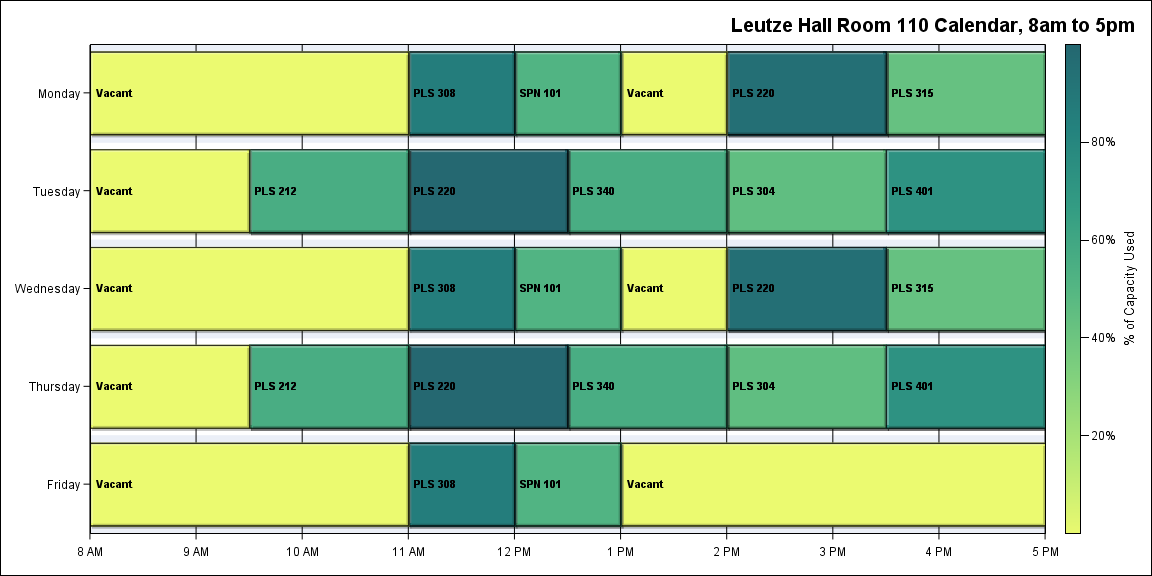 Leutze Hall Room 110 Calendar, 8am to 5pm
Monday
Vacant
PLS 308
SPN 101
Vacant
PLS 220
PLS 315
Tuesday
Vacant
PLS 212
PLS 220
PLS 340
PLS 304
PLS 401
Wednesday
Vacant
PLS 308
SPN 101
Vacant
PLS 220
PLS 315
Thursday
Vacant
PLS 212
PLS 220
PLS 340
PLS 304
PLS 401
Friday
Vacant
PLS 308
SPN 101
Vacant
8 AM
9 AM
10 AM
11 AM
12 PM
1 PM
2 PM
3 PM
4 PM
5 PM
80%
60%
40%
20%
% of Capacity Used